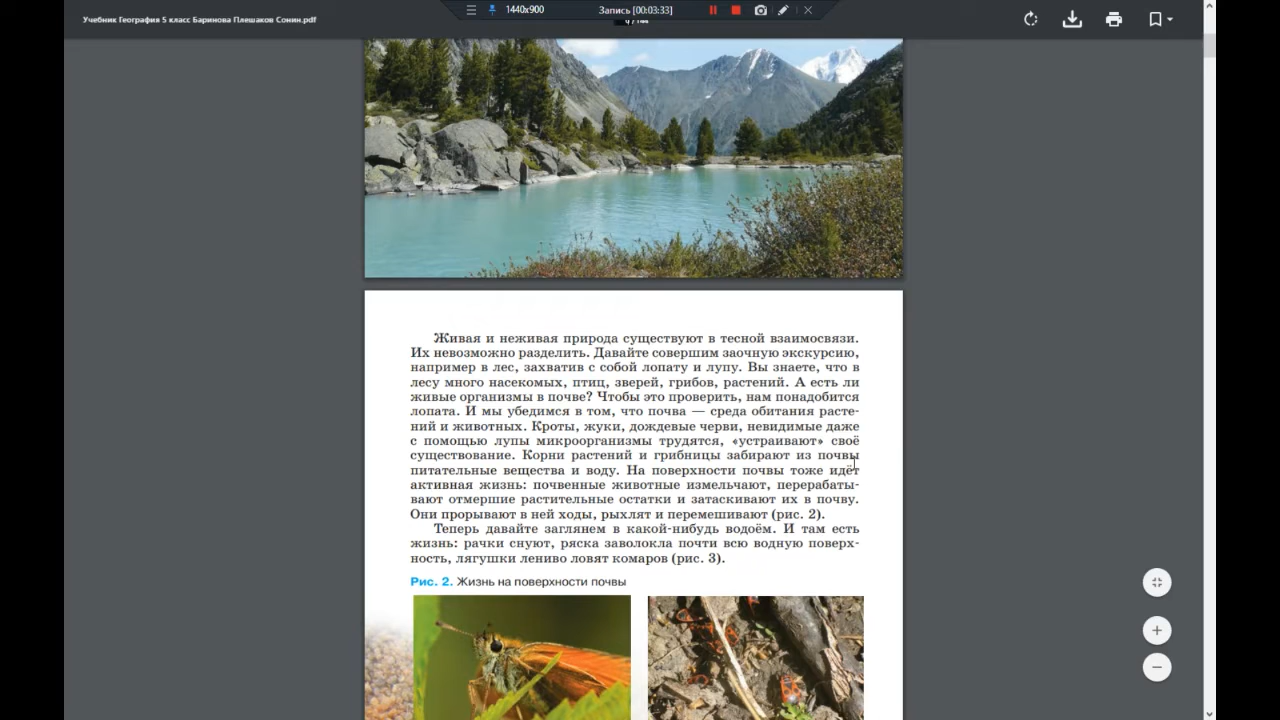 Учебник География 5 класс Баринова Плешаков Сонин.pdf
1440x900
Запись [00:03:33]
Живая и неживая природа существуют в тесной взаимосвязи.
Их невозможно разделить. Давайте совершим заочную экскурсию,
например в лес, захватив с собой лопату и лупу. Вы знаете, что в
лесу много насекомых, птиц, зверей, грибов, растений. А есть ли
живые организмы в почве? Чтобы это проверить, нам понадобится
лопата. И мы убедимся в том, что почва — среда обитания расте-
ний и животных. Кроты, жуки, дождевые черви, невидимые даже
с помощью лупы микроорганизмы трудятся, «устраивают» своё
существование. Корни растений и грибницы забирают из почвы
питательные вещества и воду. На поверхности почвы тоже идёт
активная жизнь: почвенные животные измельчают, перерабаты-
вают отмершие растительные остатки и затаскивают их в почву.
Они прорывают в ней ходы, рыхлят и перемешивают (рис. 2).
Теперь давайте заглянем в какой-нибудь водоём. И там есть
жизнь: рачки снуют, ряска заволокла почти всю водную поверх-
ность, лягушки лениво ловят комаров (рис. 3).
Рис. 2. Жизнь на поверхности почвы